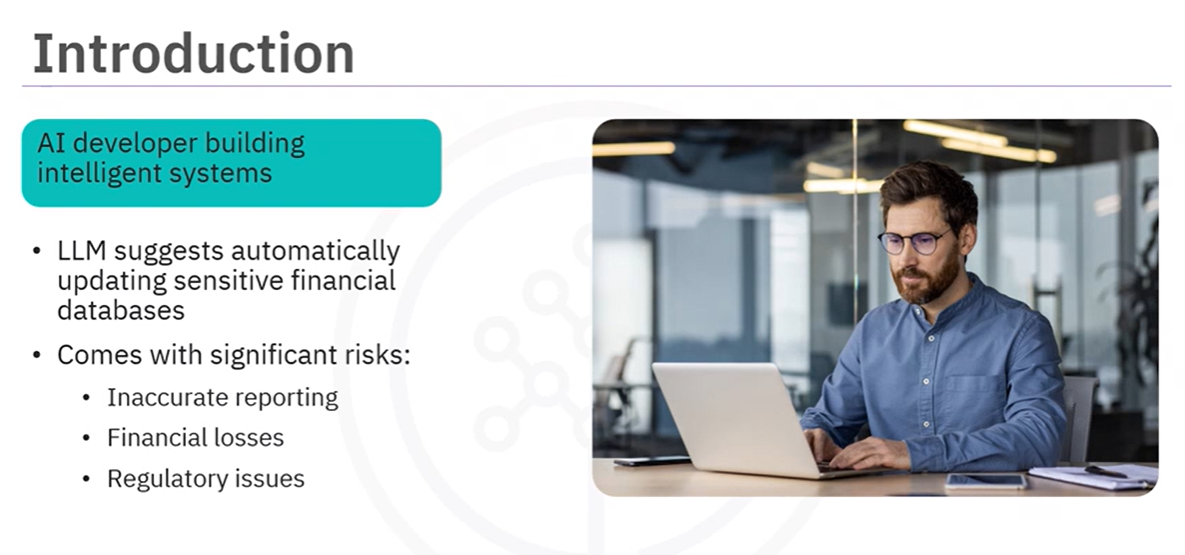 Introduction
AI developer building
intelligent systems
• LLM suggests automatically
updating sensitive financial
databases
• Comes with significant risks:
• Inaccurate reporting
• Financial losses
• Regulatory issues